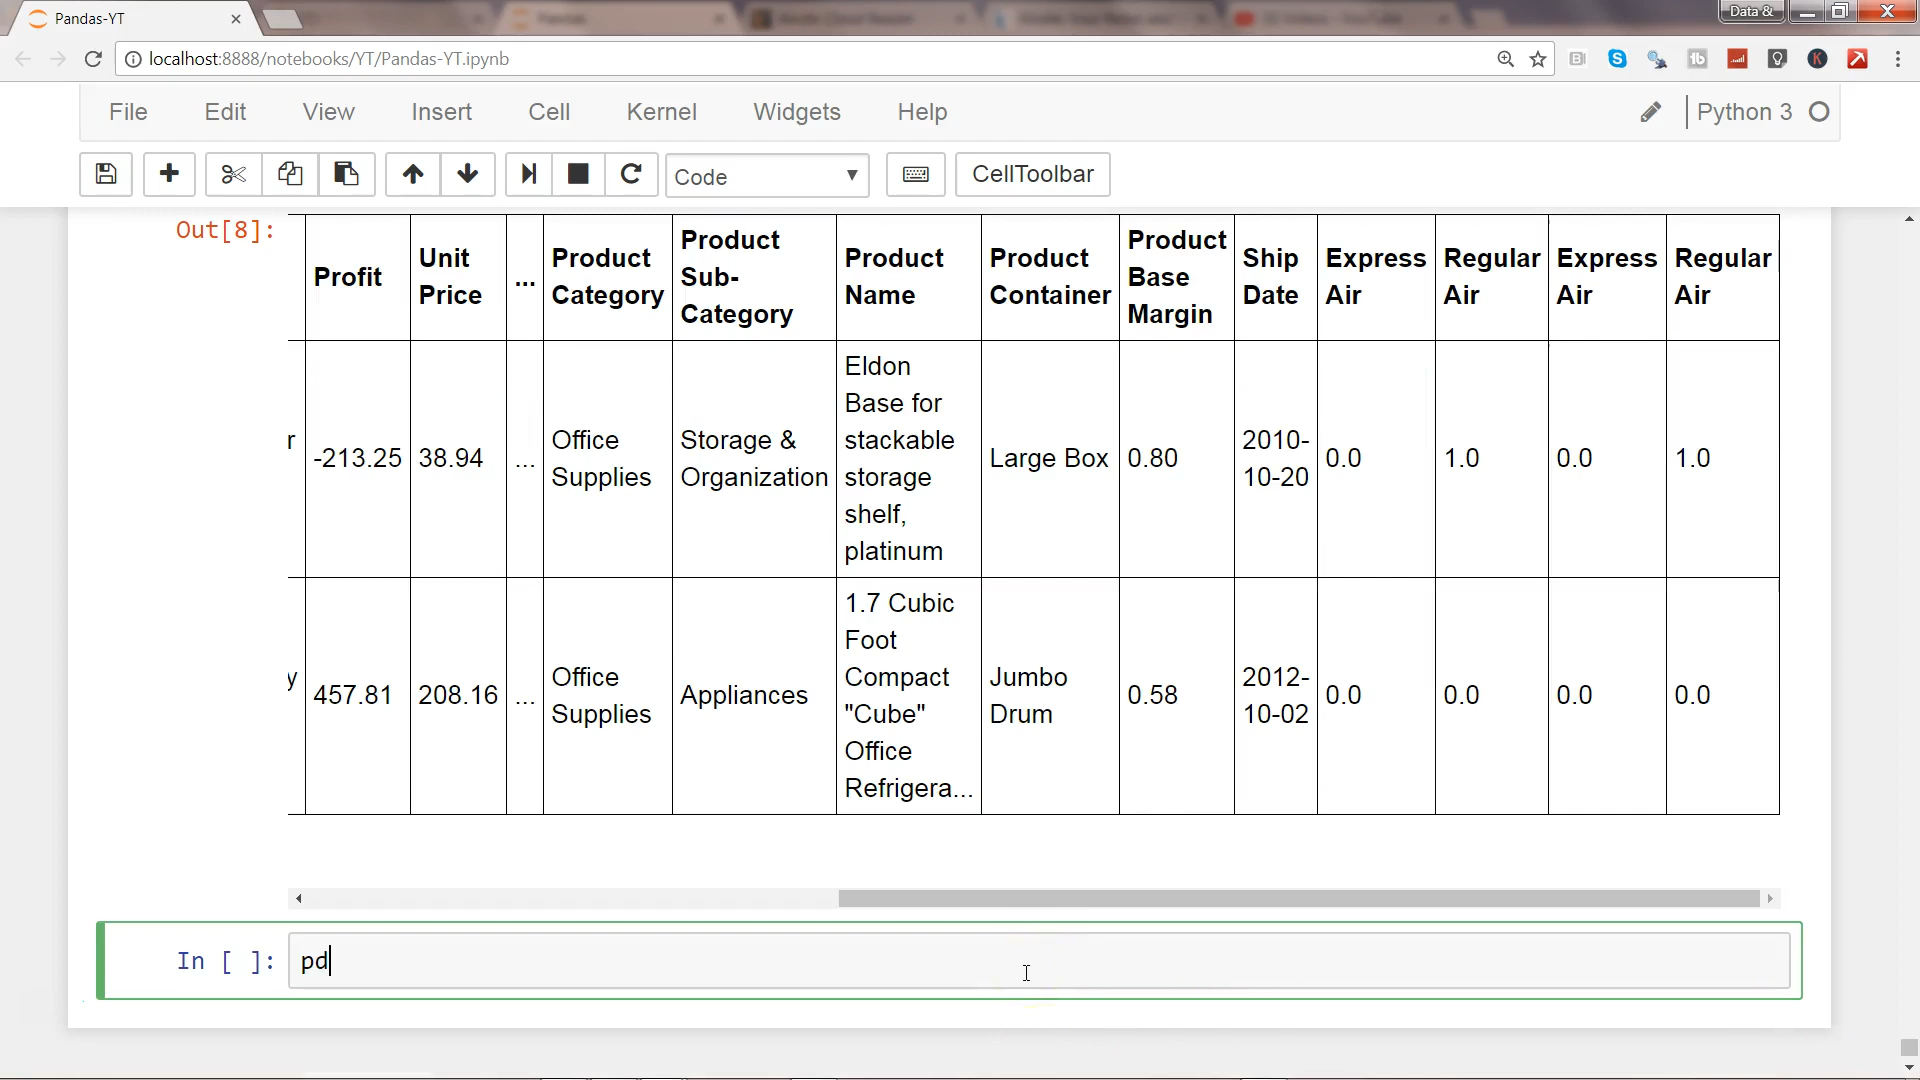 Pandas-YT
Data &
localhost:8888/notebooks/YT/Pandas-YT.ipynb
File Edit View Insert Cell Kernel Widgets Help
Python 3
Code
CellToolbar
Out[8]:
Profit
Unit
Price
...
Product
Category
Product
Sub-
Category
Product
Name
Product
Container
Product
Base
Margin
Ship
Date
Express
Air
Regular
Air
Express
Air
Regular
Air
r
-213.25
38.94
...
Office
Supplies
Storage &
Organization
Eldon
Base for
stackable
storage
shelf,
platinum
Large Box
0.80
2010-
10-20
0.0
1.0
0.0
1.0
y
457.81
208.16
...
Office
Supplies
Appliances
1.7 Cubic
Foot
Compact
"Cube"
Office
Refrigera...
Jumbo
Drum
0.58
2012-
10-02
0.0
0.0
0.0
0.0
In [ ]:
pd